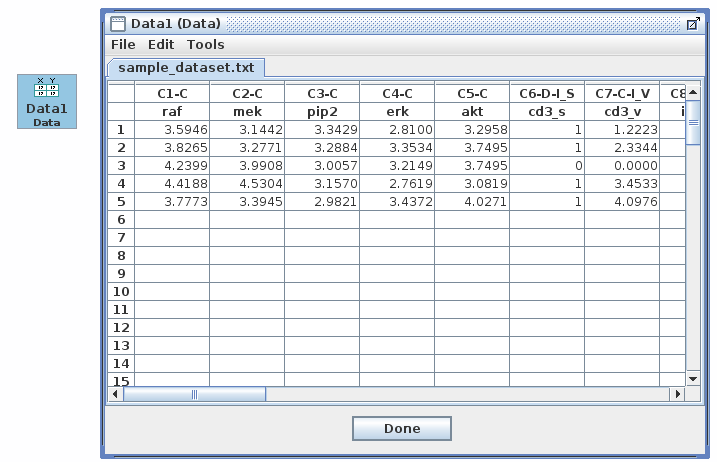 Data1 (Data)
File Edit Tools
sample_dataset.txt
X Y
Data1
Data
C1-C C2-C C3-C C4-C C5-C C6-D-I_S C7-C-I_V C8
raf mek pip2 erk akt cd3_s cd3_v i
1 3.5946 3.1442 3.3429 2.8100 3.2958 1 1.2223
2 3.8265 3.2771 3.2884 3.3534 3.7495 1 2.3344
3 4.2399 3.9908 3.0057 3.2149 3.7495 0 0.0000
4 4.4188 4.5304 3.1570 2.7619 3.0819 1 3.4533
5 3.7773 3.3945 2.9821 3.4372 4.0271 1 4.0976
6
7
8
9
10
11
12
13
14
15
Done